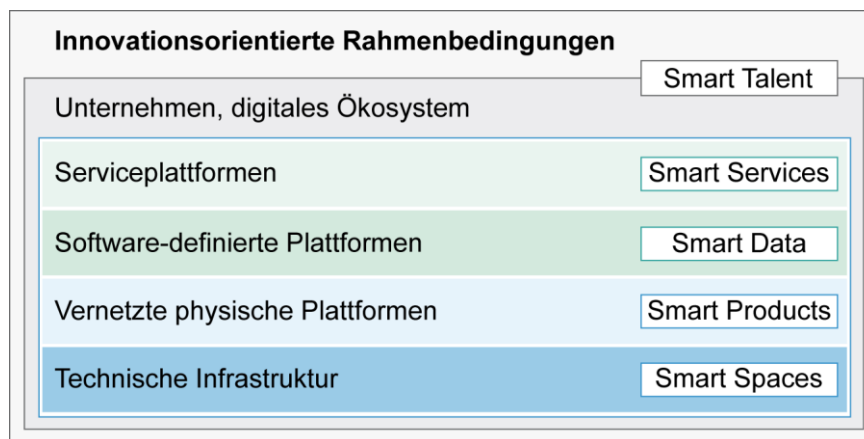 Innovationsorientierte Rahmenbedingungen
Smart Talent
Unternehmen, digitales Ökosystem
Serviceplattformen Smart Services
Software-definierte Plattformen Smart Data
Vernetzte physische Plattformen Smart Products
Technische Infrastruktur Smart Spaces